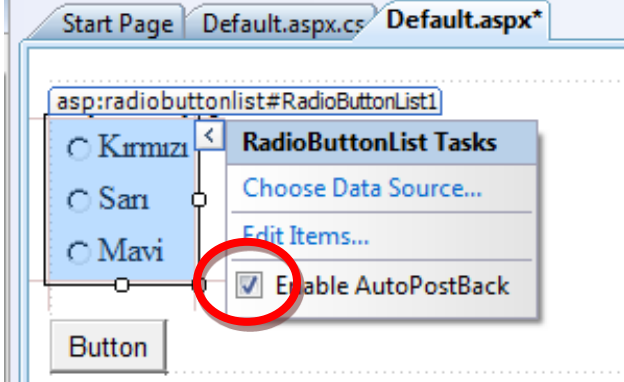 Start Page Default.aspx.cs Default.aspx*
asp:radiobuttonlist#RadioButtonList1
Kırmızı
Sarı
Mavi
<
RadioButtonList Tasks
Choose Data Source...
Edit Items...
Enable AutoPostBack
Button